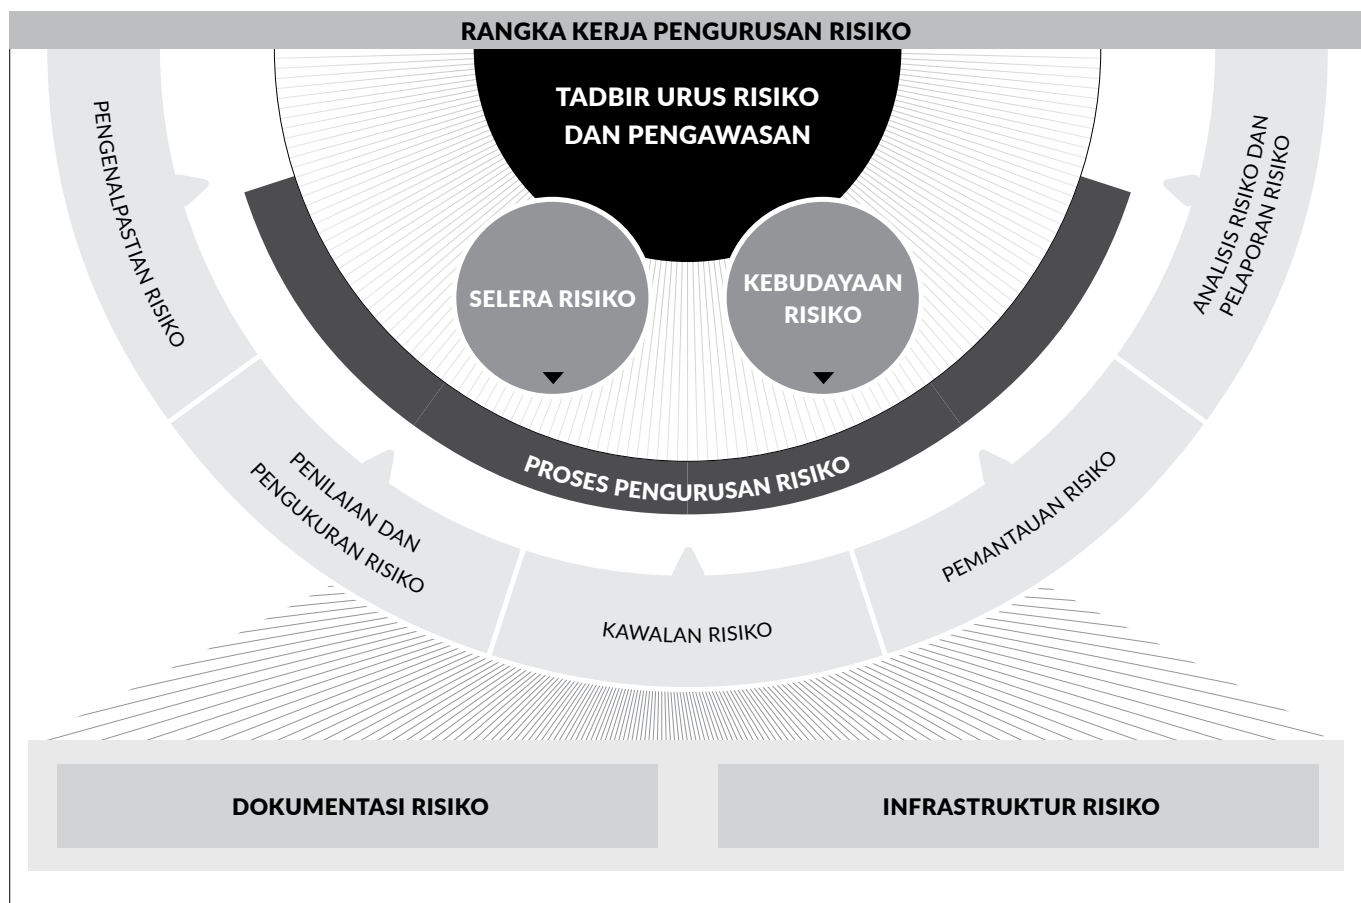 RANGKA KERJA PENGURUSAN RISIKO
TADBIR URUS RISIKO
DAN PENGAWASAN
SELERA RISIKO
KEBUDAYAAN
RISIKO
PROSES PENGURUSAN RISIKO
PENGENALPASTIAN RISIKO
PENILAIAN DAN
PENGUKURAN RISIKO
KAWALAN RISIKO
PEMANTAUAN RISIKO
ANALISIS RISIKO DAN
PELAPORAN RISIKO
DOKUMENTASI RISIKO
INFRASTRUKTUR RISIKO